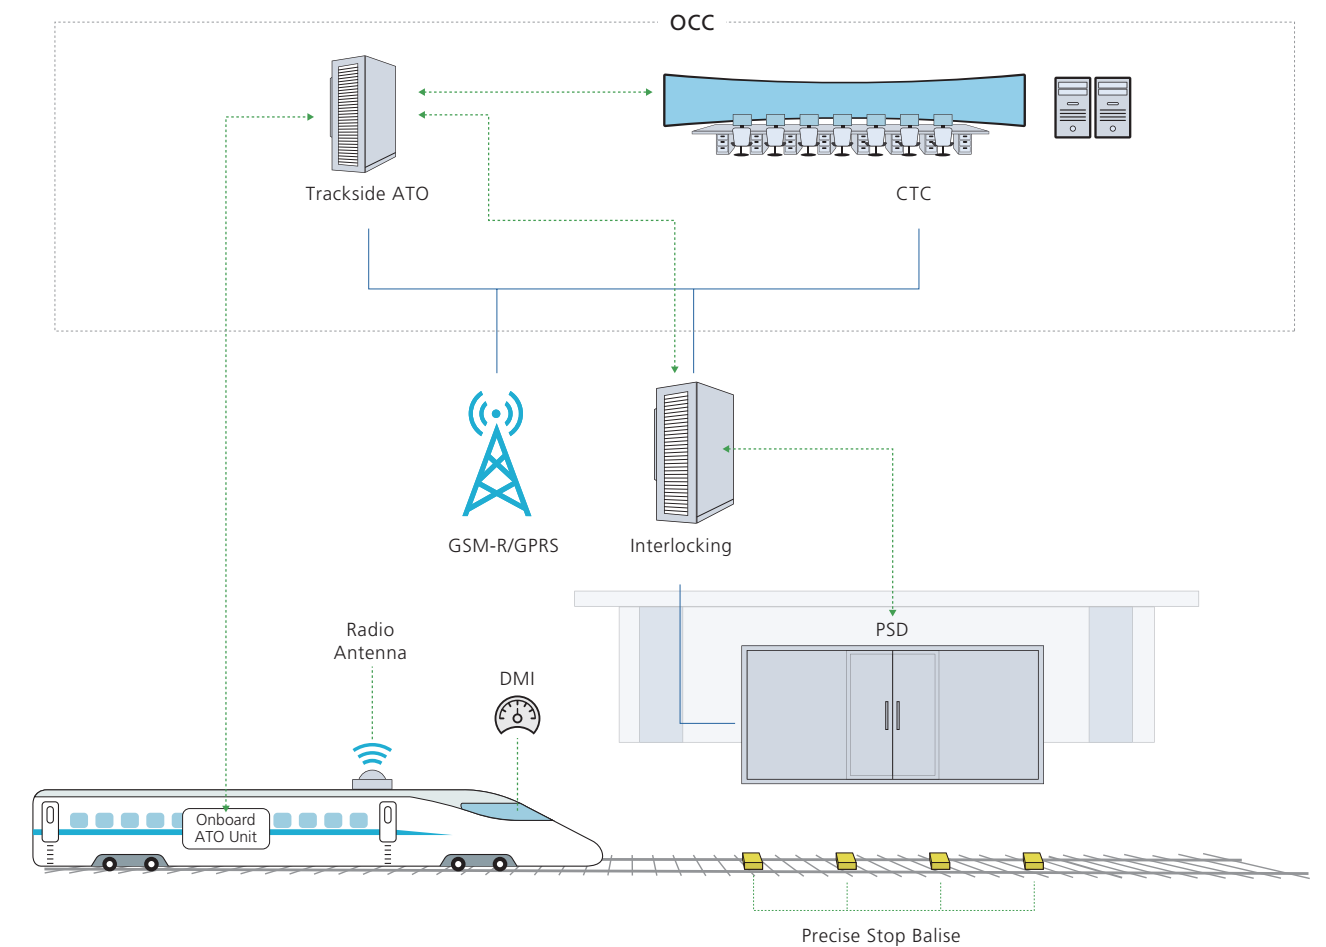 OCC
Trackside ATO
CTC
GSM-R/GPRS
Interlocking
Radio
Antenna
DMI
PSD
Onboard
ATO Unit
Precise Stop Balise